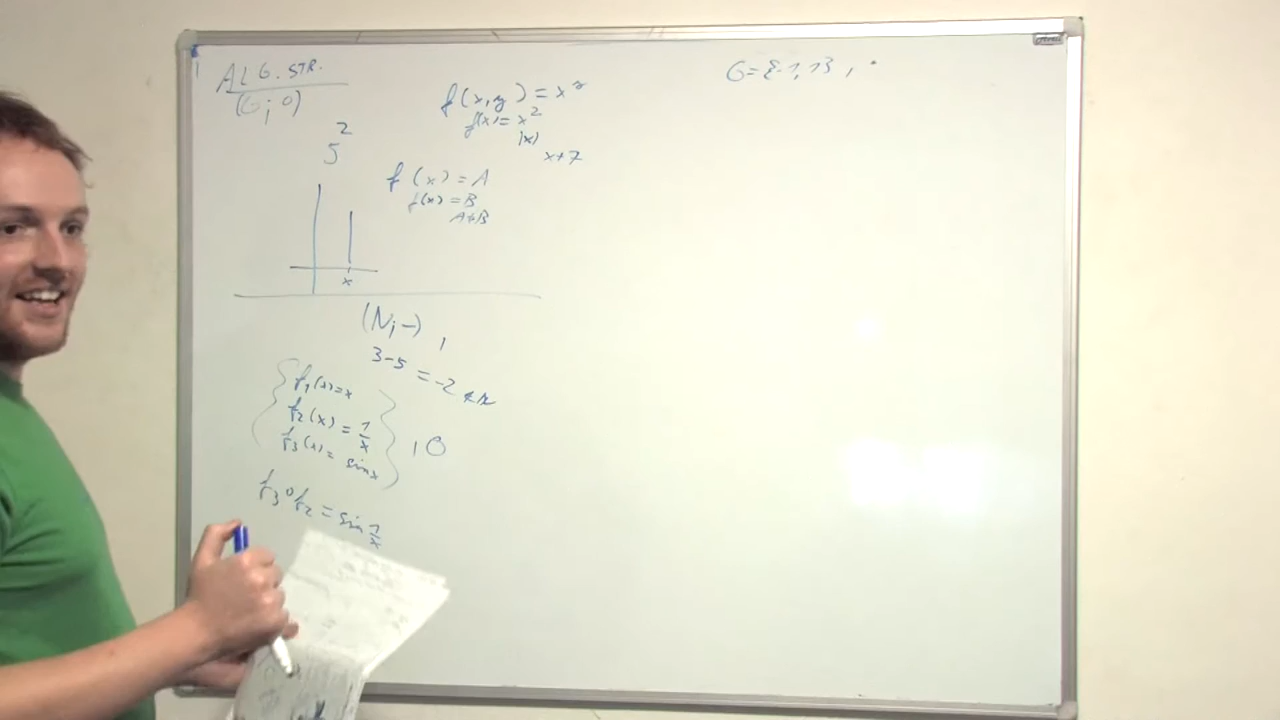 ALG. STR.
(G; o)
5²
f(x,y) = xʸ
f(x) = x²
|x|
x+7
f(x) = A
f(x) = B
A≠B
x
(N; -) ,
3-5 = -2 ∉ N
{ f₁(x)=x
f₂(x) = 1/x
f₃(x) = sin x } , O
f₃ o f₂ = sin 1/x
G = {-1, 1} , ·